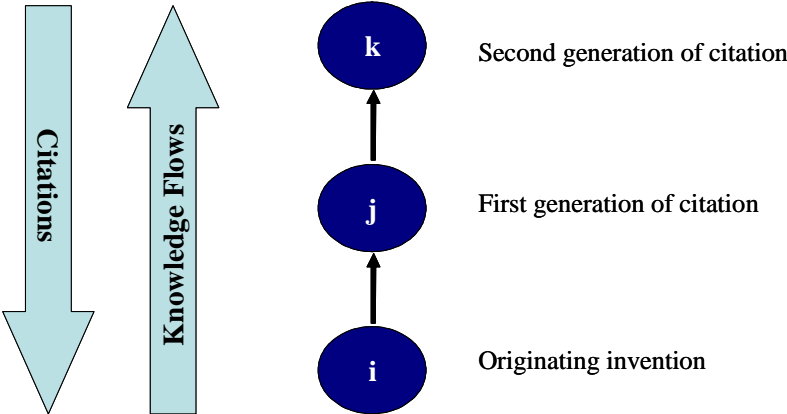 Citations
Knowledge Flows
k
Second generation of citation
j
First generation of citation
i
Originating invention